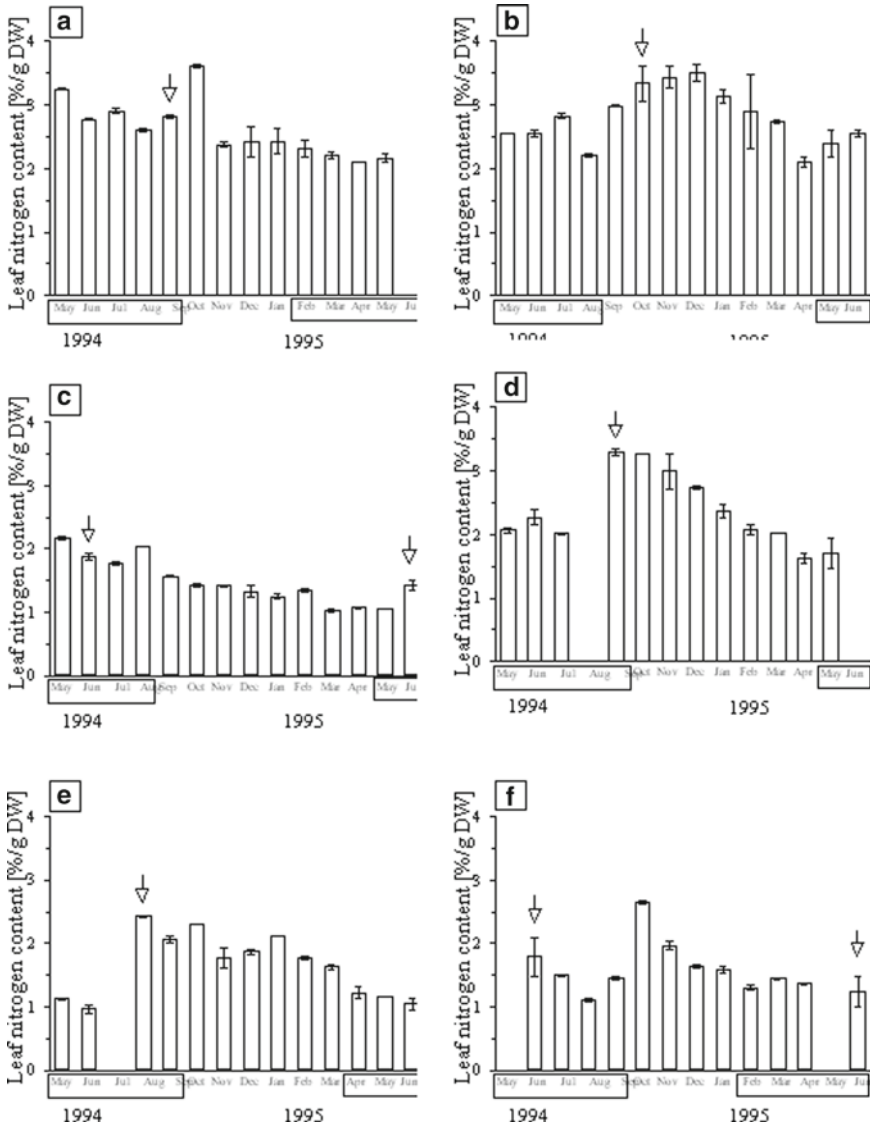 a
Leaf nitrogen content [%/g DW]
4
3
2
1
0
May Jun Jul Aug Sep Oct Nov Dec Jan Feb Mar Apr May Ju
1994 1995
b
Leaf nitrogen content [%/g DW]
4
3
2
1
0
May Jun Jul Aug Sep Oct Nov Dec Jan Feb Mar Apr May Jun
1994 1995
c
Leaf nitrogen content [%/g DW]
4
3
2
1
0
May Jun Jul Aug Sep Oct Nov Dec Jan Feb Mar Apr May Ju
1994 1995
d
Leaf nitrogen content [%/g DW]
4
3
2
1
0
May Jun Jul Aug Sep Oct Nov Dec Jan Feb Mar Apr May Jun
1994 1995
e
Leaf nitrogen content [%/g DW]
4
3
2
1
0
May Jun Jul Aug Sep Oct Nov Dec Jan Feb Mar Apr May Jun
1994 1995
f
Leaf nitrogen content [%/g DW]
4
3
2
1
0
May Jun Jul Aug Sep Oct Nov Dec Jan Feb Mar Apr May Jun
1994 1995